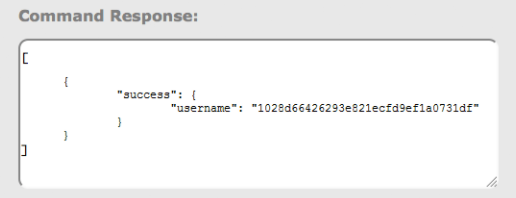 Command Response:
[
{
"success": {
"username": "1028d66426293e821ecfd9ef1a0731df"
}
}
]